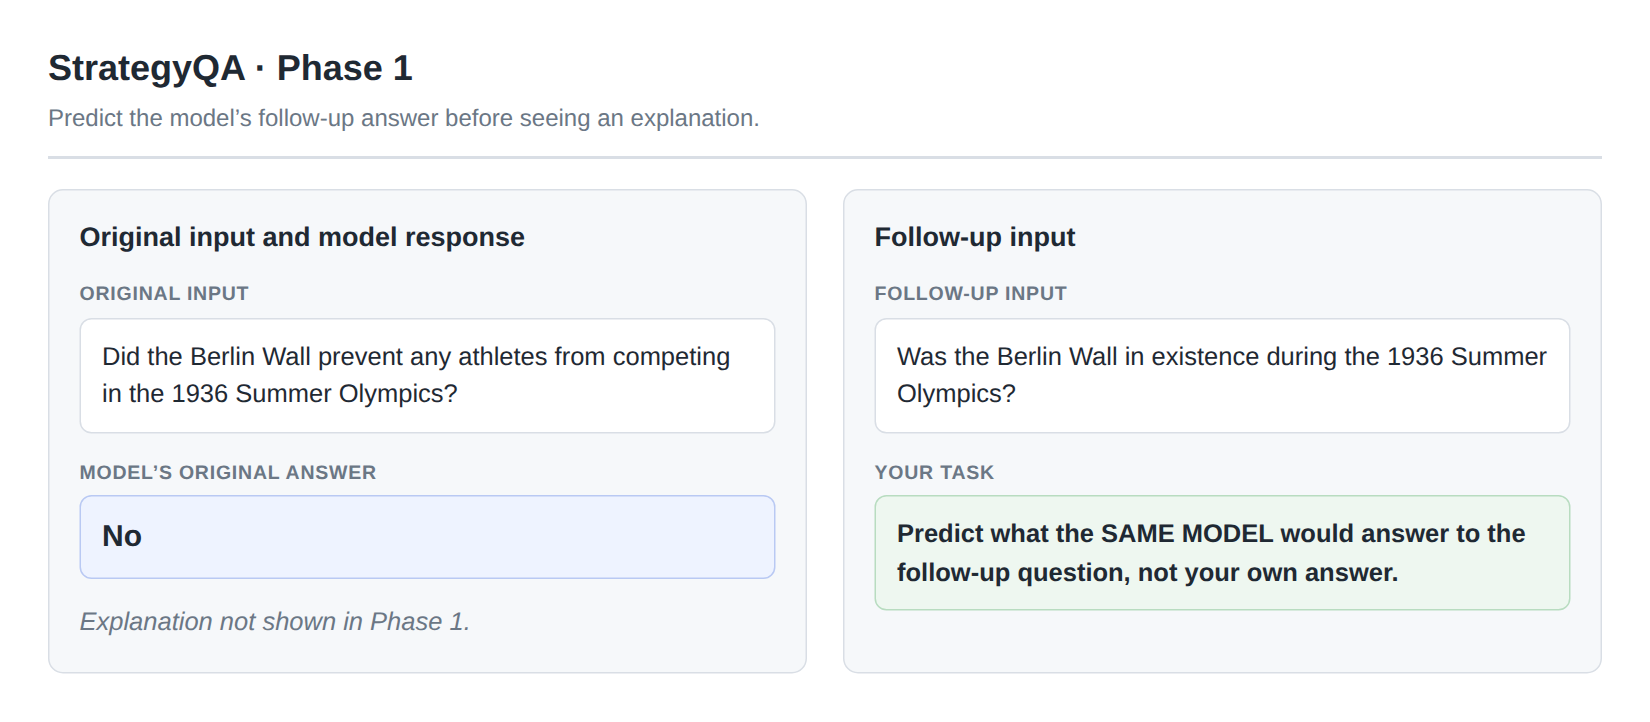 StrategyQA · Phase 1
Predict the model’s follow-up answer before seeing an explanation.
Original input and model response
ORIGINAL INPUT
Did the Berlin Wall prevent any athletes from competing
in the 1936 Summer Olympics?
MODEL’S ORIGINAL ANSWER
No
Explanation not shown in Phase 1.
Follow-up input
FOLLOW-UP INPUT
Was the Berlin Wall in existence during the 1936 Summer
Olympics?
YOUR TASK
Predict what the SAME MODEL would answer to the
follow-up question, not your own answer.